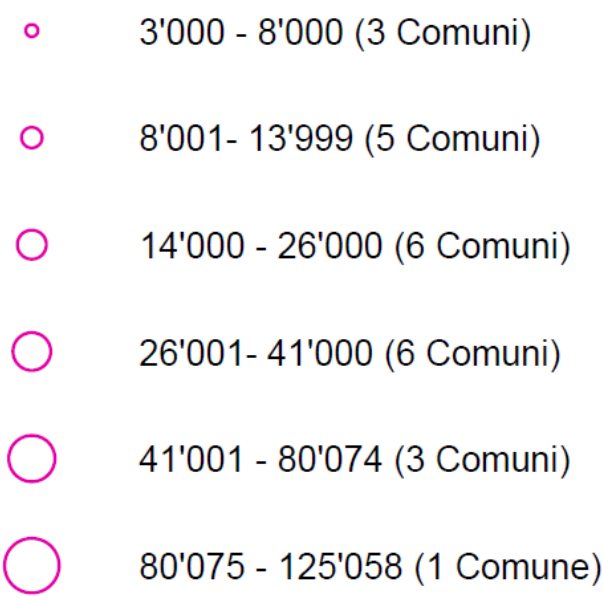 3'000 - 8'000 (3 Comuni)
8'001- 13'999 (5 Comuni)
14'000 - 26'000 (6 Comuni)
26'001- 41'000 (6 Comuni)
41'001 - 80'074 (3 Comuni)
80'075 - 125'058 (1 Comune)